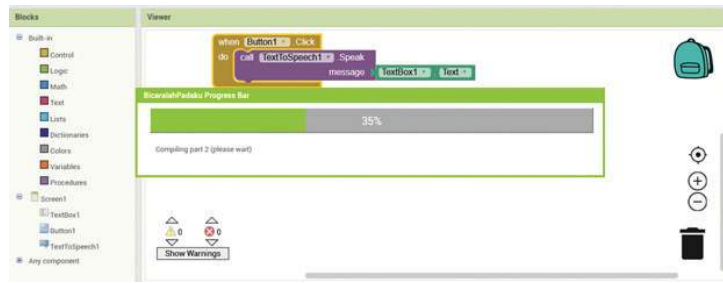 Blocks
Viewer
Built-in
Control
Logic
Math
Text
Lists
Dictionaries
Colors
Variables
Procedures
Screen1
TextBox1
Button1
TextToSpeech1
Any component
when Button1 .Click
do call TextToSpeech1 .Speak
message TextBox1 . Text
BicaralahPadaku Progress Bar
35%
Compiling part 2 (please wait)
0 0
Show Warnings